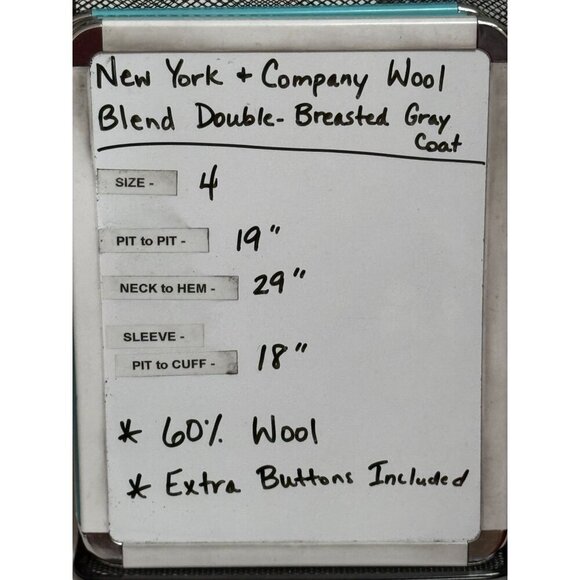 New York + Company Wool
Blend Double-Breasted Gray
Coat
SIZE - 4
PIT to PIT - 19"
NECK to HEM - 29"
SLEEVE -
PIT to CUFF - 18"
* 60% Wool
* Extra Buttons Included